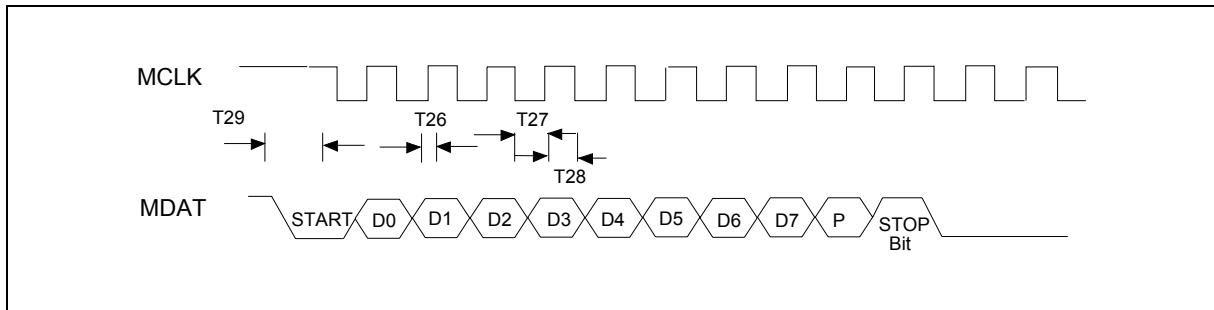 MCLK
T29
T26
T27
T28
MDAT
START D0 D1 D2 D3 D4 D5 D6 D7 P STOP
Bit